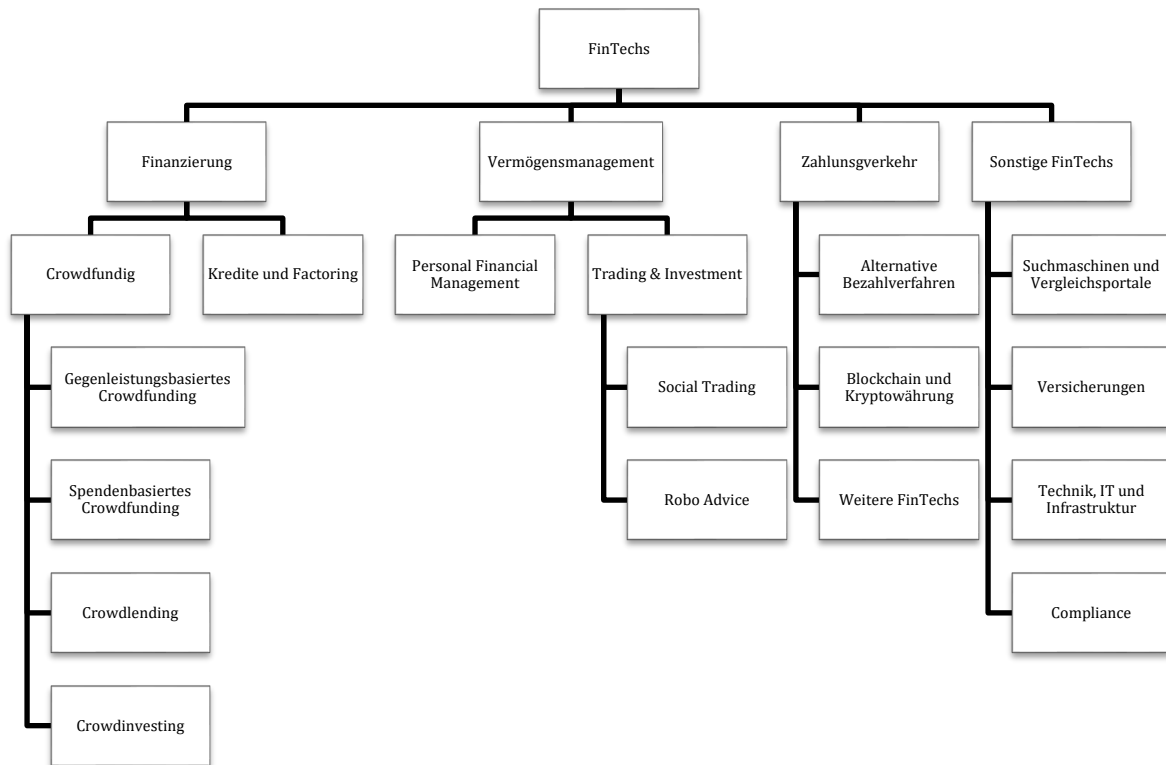 FinTechs
Finanzierung
Vermögensmanagement
Zahlunsgverkehr
Sonstige FinTechs
Crowdfundig
Kredite und Factoring
Personal Financial
Management
Trading & Investment
Alternative
Bezahlverfahren
Suchmaschinen und
Vergleichsportale
Gegenleistungsbasiertes
Crowdfunding
Social Trading
Blockchain und
Kryptowährung
Versicherungen
Spendenbasiertes
Crowdfunding
Robo Advice
Weitere FinTechs
Technik, IT und
Infrastruktur
Crowdlending
Compliance
Crowdinvesting